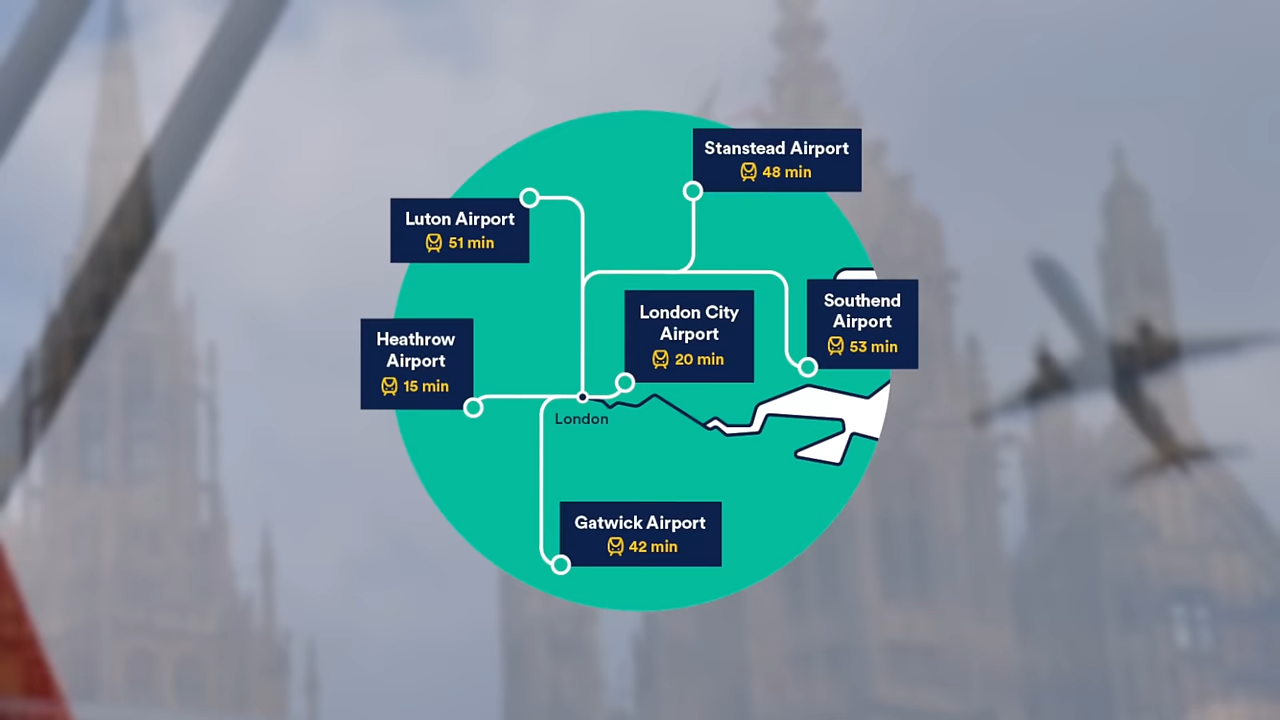 Stanstead Airport
48 min
Luton Airport
51 min
Southend
Airport
53 min
London City
Airport
20 min
Heathrow
Airport
15 min
London
Gatwick Airport
42 min